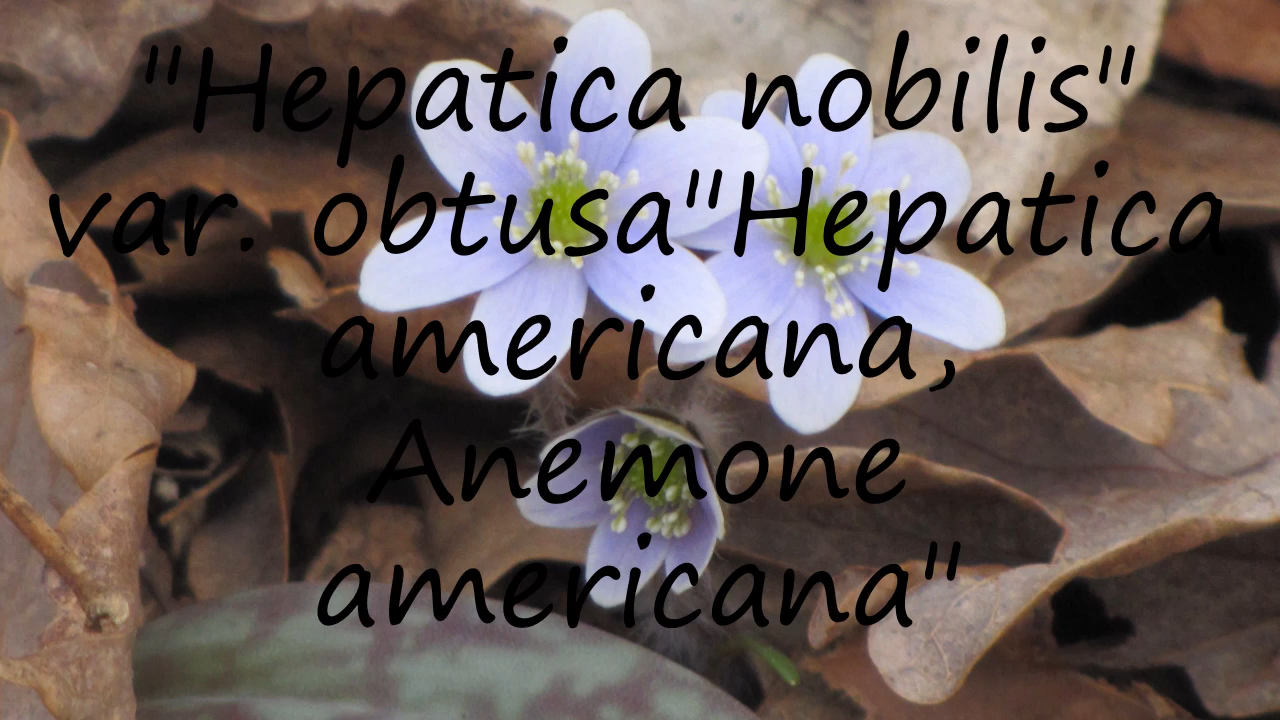 "Hepatica nobilis"
var. obtusa"Hepatica
americana,
Anemone
americana"